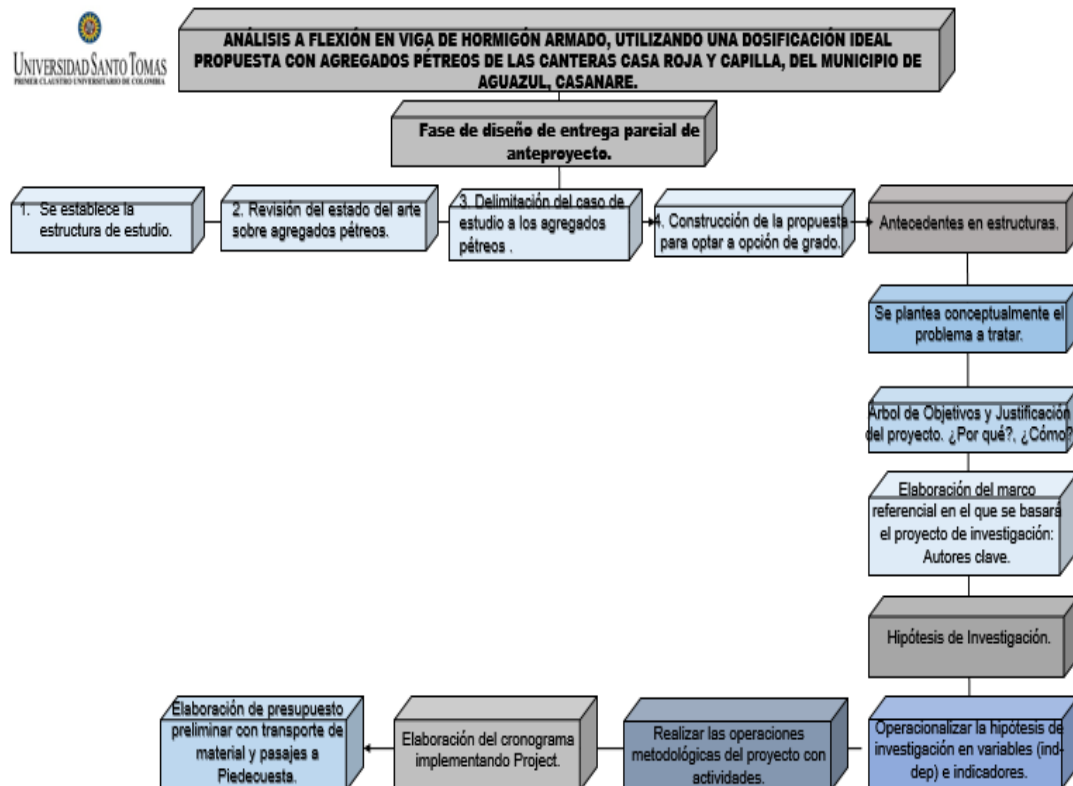 UNIVERSIDAD SANTO TOMAS
PRIMER CLAUSTRO UNIVERSITARIO DE COLOMBIA
ANÁLISIS A FLEXIÓN EN VIGA DE HORMIGÓN ARMADO, UTILIZANDO UNA DOSIFICACIÓN IDEAL
PROPUESTA CON AGREGADOS PÉTREOS DE LAS CANTERAS CASA ROJA Y CAPILLA, DEL MUNICIPIO DE
AGUAZUL, CASANARE.
Fase de diseño de entrega parcial de
anteproyecto.
1. Se establece la
estructura de estudio.
2. Revisión del estado del arte
sobre agregados pétreos.
3. Delimitación del caso de
estudio a los agregados
pétreos .
4. Construcción de la propuesta
para optar a opción de grado.
Antecedentes en estructuras.
Se plantea conceptualmente el
problema a tratar.
Árbol de Objetivos y Justificación
del proyecto. ¿Por qué?, ¿Cómo?
Elaboración del marco
referencial en el que se basará
el proyecto de investigación:
Autores clave.
Hipótesis de Investigación.
Operacionalizar la hipótesis de
investigación en variables (ind-
dep) e indicadores.
Realizar las operaciones
metodológicas del proyecto con
actividades.
Elaboración del cronograma
implementando Project.
Elaboración de presupuesto
preliminar con transporte de
material y pasajes a
Piedecuesta.